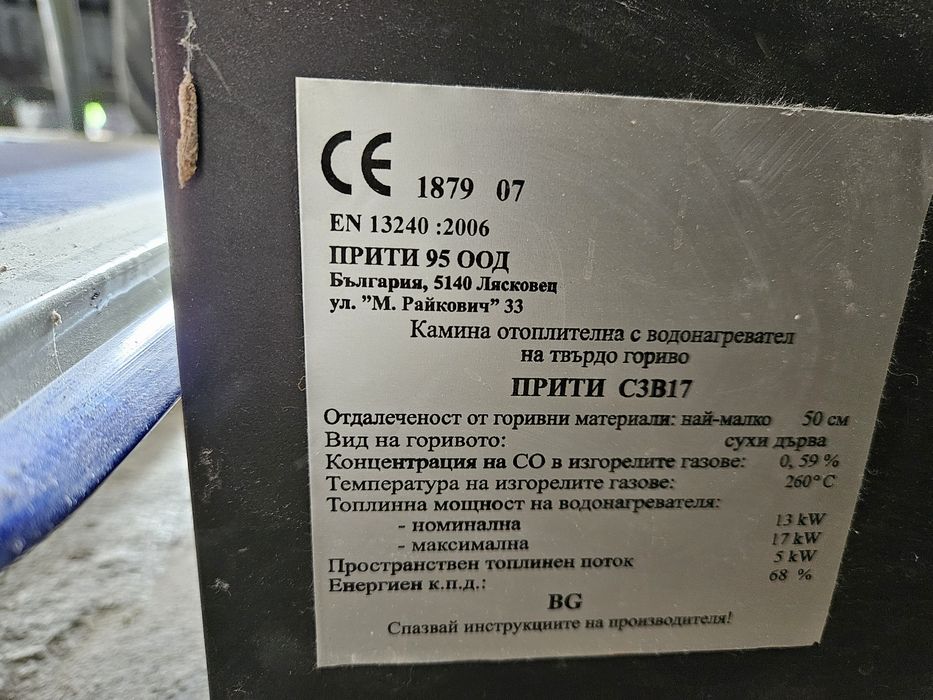 CE 1879 07
EN 13240 :2006
ПРИТИ 95 ООД
България, 5140 Лясковец
ул. ”М. Райкович” 33
Камина отоплителна с водонагревател
на твърдо гориво
ПРИТИ С3В17
Отдалеченост от горивни материали: най-малко 50 см
Вид на горивото: сухи дърва
Концентрация на СО в изгорелите газове: 0, 59 %
Температура на изгорелите газове: 260°C
Топлинна мощност на водонагревателя:
- номинална 13 kW
- максимална 17 kW
Пространствен топлинен поток 5 kW
Енергиен к.п.д.: 68 %
BG
Спазвай инструкциите на производителя!